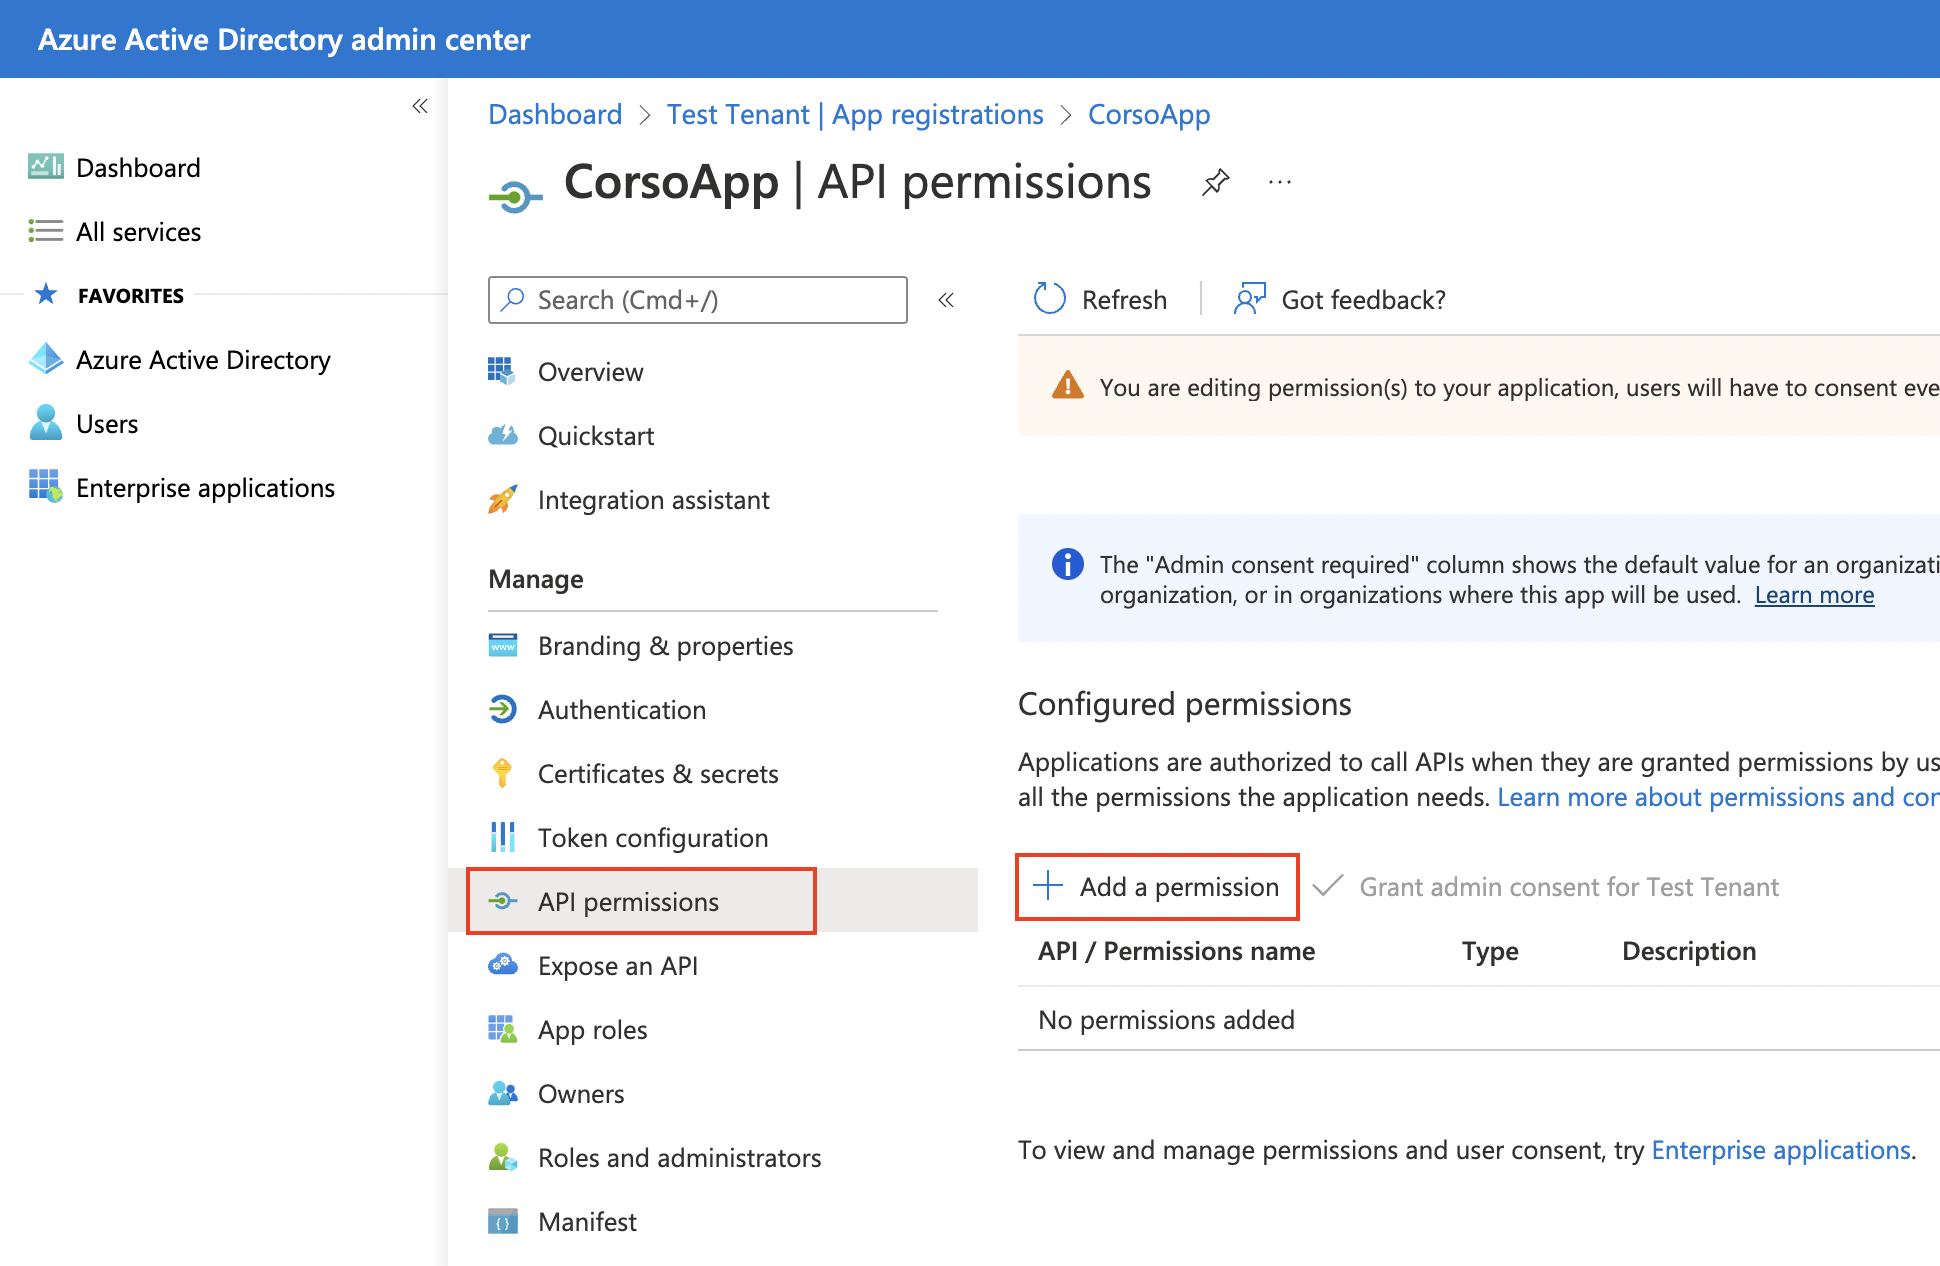 Azure Active Directory admin center
Dashboard
All services
FAVORITES
Azure Active Directory
Users
Enterprise applications
Dashboard > Test Tenant | App registrations > CorsoApp
CorsoApp | API permissions
Search (Cmd+/)
Overview
Quickstart
Integration assistant
Manage
Branding & properties
Authentication
Certificates & secrets
Token configuration
API permissions
Expose an API
App roles
Owners
Roles and administrators
Manifest
Refresh
Got feedback?
You are editing permission(s) to your application, users will have to consent eve
The "Admin consent required" column shows the default value for an organizati
organization, or in organizations where this app will be used. Learn more
Configured permissions
Applications are authorized to call APIs when they are granted permissions by us
all the permissions the application needs. Learn more about permissions and con
Add a permission
Grant admin consent for Test Tenant
API / Permissions name Type Description
No permissions added
To view and manage permissions and user consent, try Enterprise applications.